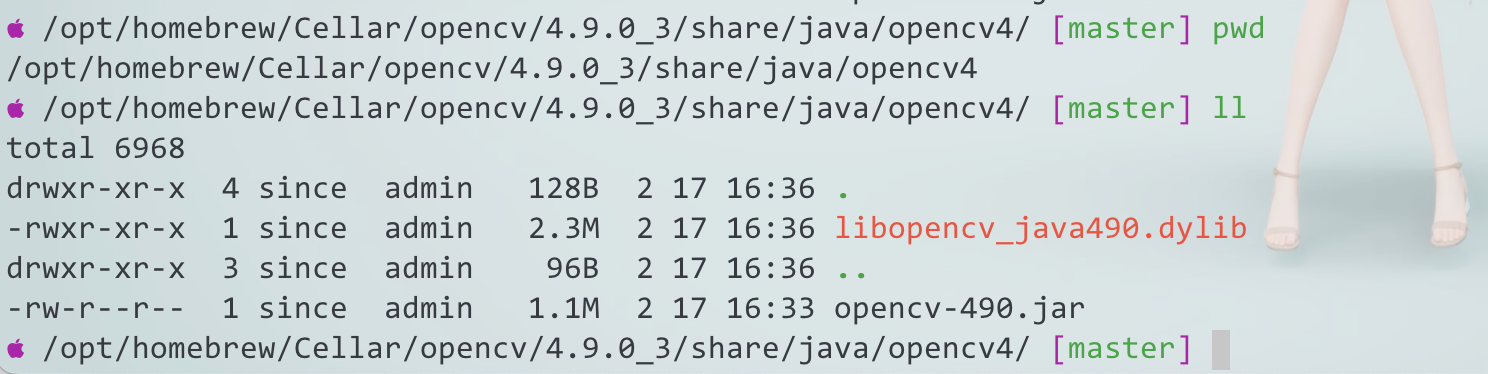 /opt/homebrew/Cellar/opencv/4.9.0_3/share/java/opencv4/ [master] pwd
/opt/homebrew/Cellar/opencv/4.9.0_3/share/java/opencv4
/opt/homebrew/Cellar/opencv/4.9.0_3/share/java/opencv4/ [master] ll
total 6968
drwxr-xr-x  4 since  admin   128B  2 17 16:36 .
-rwxr-xr-x  1 since  admin   2.3M  2 17 16:36 libopencv_java490.dylib
drwxr-xr-x  3 since  admin    96B  2 17 16:36 ..
-rw-r--r--  1 since  admin   1.1M  2 17 16:33 opencv-490.jar
/opt/homebrew/Cellar/opencv/4.9.0_3/share/java/opencv4/ [master]